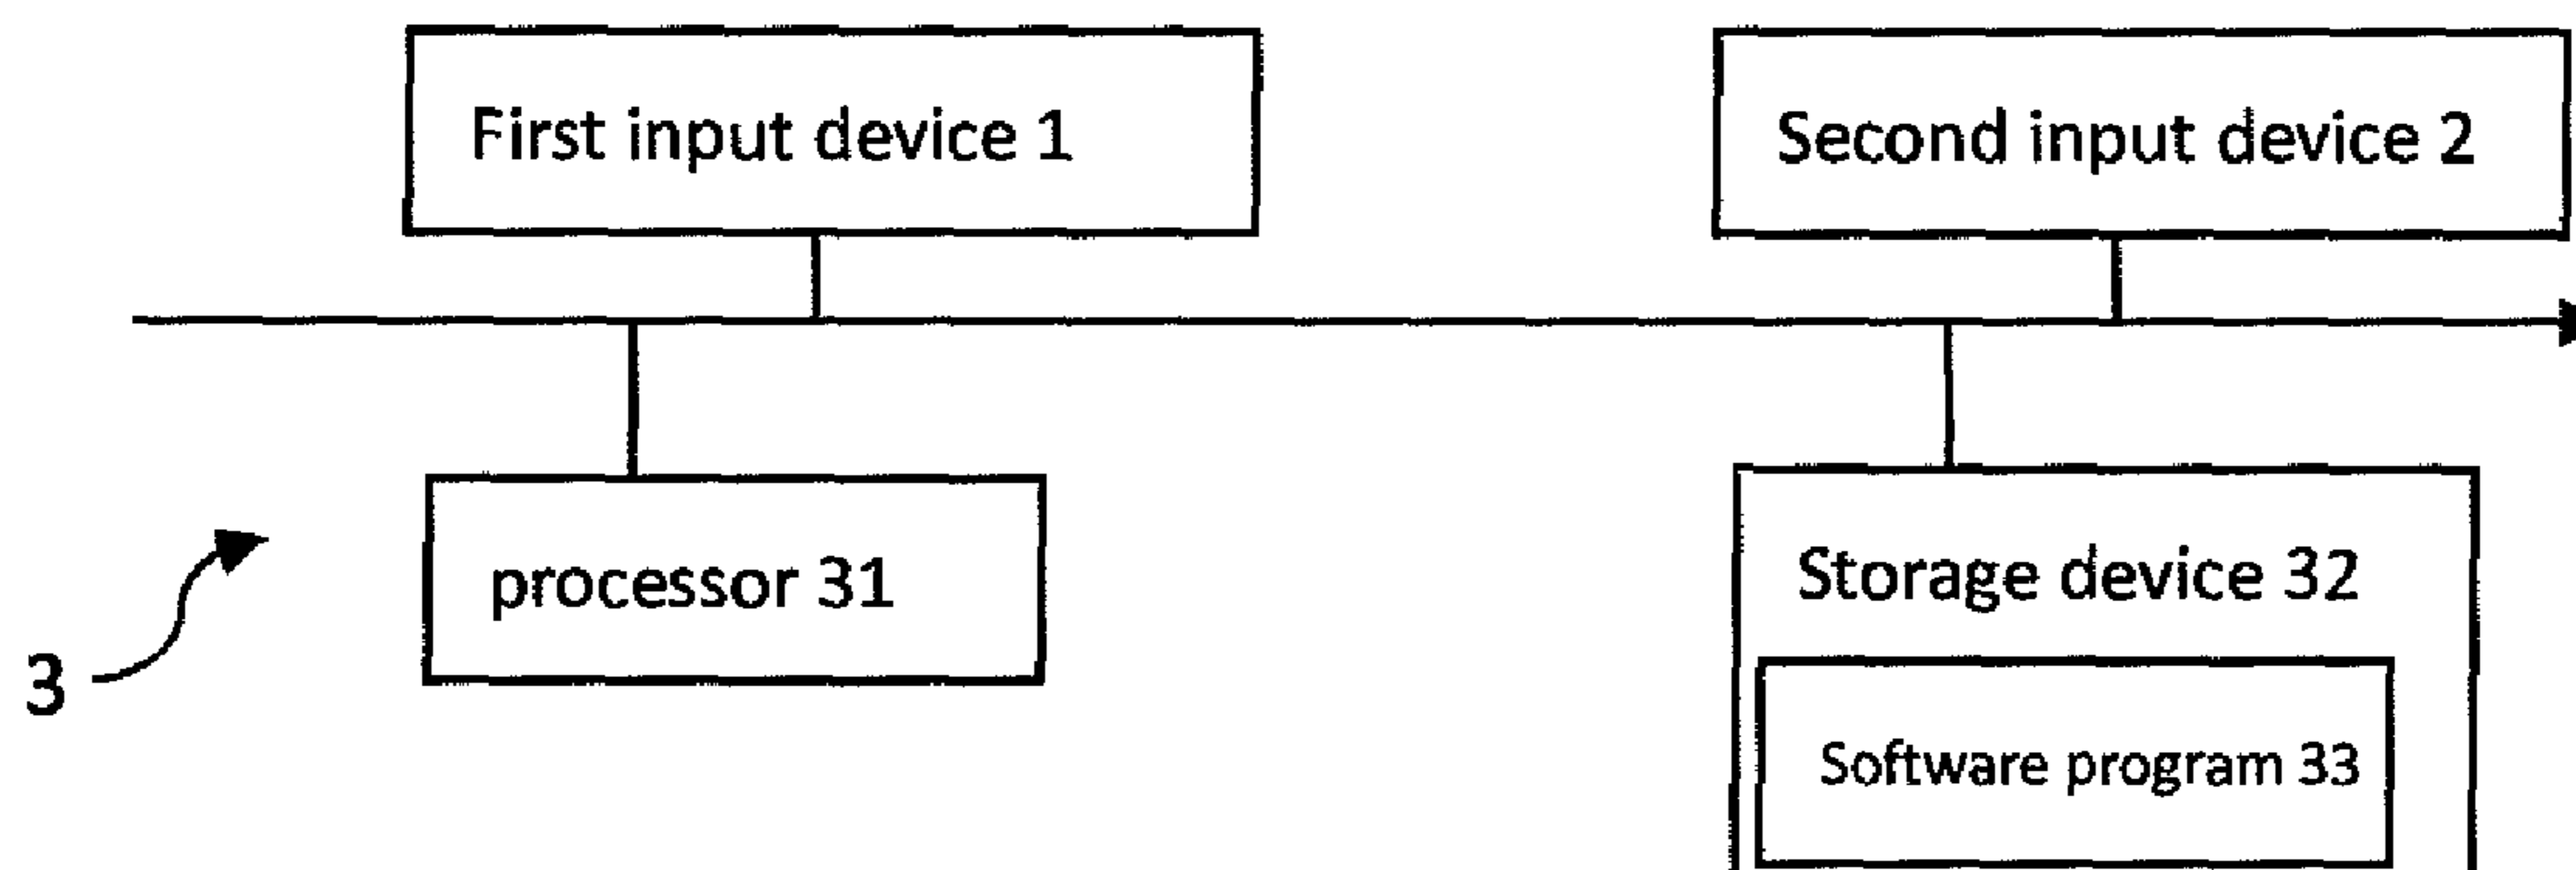 First input device 1
Second input device 2
processor 31
Storage device 32
3
Software program 33